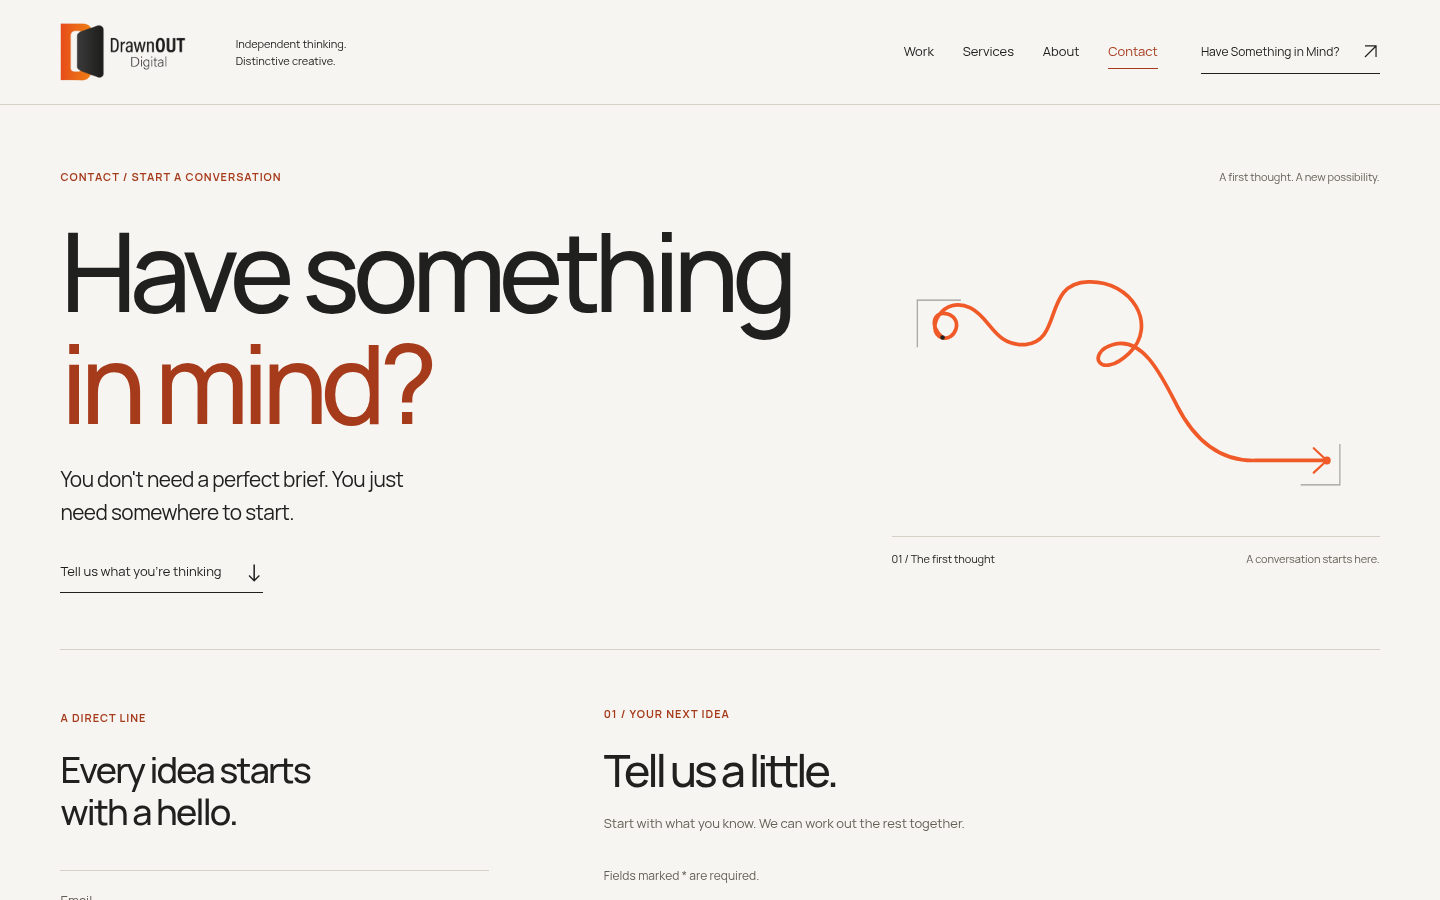 DrawnOUT
Digital
Independent thinking.
Distinctive creative.
Work
Services
About
Contact
Have Something in Mind?
CONTACT / START A CONVERSATION
A first thought. A new possibility.
Have something
in mind?
You don't need a perfect brief. You just
need somewhere to start.
Tell us what you're thinking
01 / The first thought
A conversation starts here.
A DIRECT LINE
Every idea starts
with a hello.
Email
01 / YOUR NEXT IDEA
Tell us a little.
Start with what you know. We can work out the rest together.
Fields marked * are required.